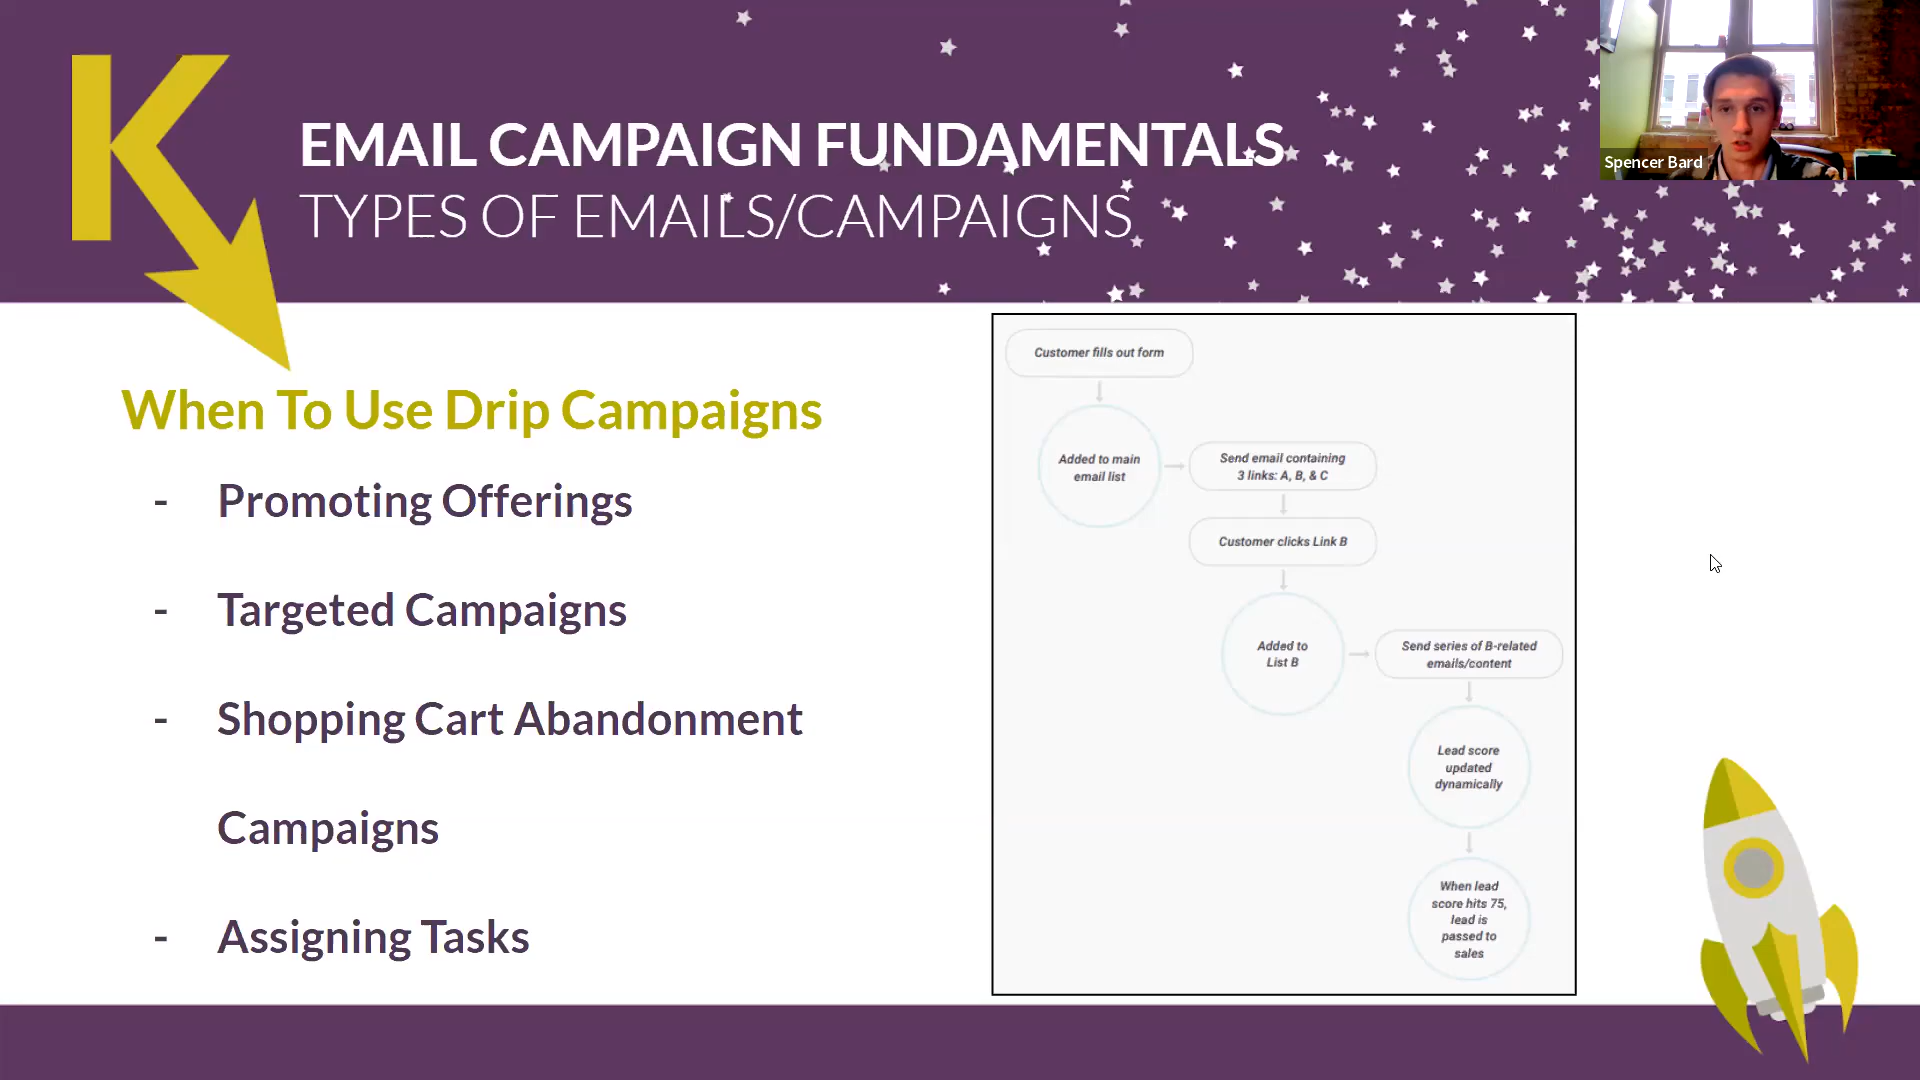 K
EMAIL CAMPAIGN FUNDAMENTALS
TYPES OF EMAILS/CAMPAIGNS
Spencer Bard
When To Use Drip Campaigns
- Promoting Offerings
- Targeted Campaigns
- Shopping Cart Abandonment
Campaigns
- Assigning Tasks
Customer fills out form
Added to main
email list
Send email containing
3 links: A, B, & C
Customer clicks Link B
Added to
List B
Send series of B-related
emails/content
Lead score
updated
dynamically
When lead
score hits 75,
lead is
passed to
sales